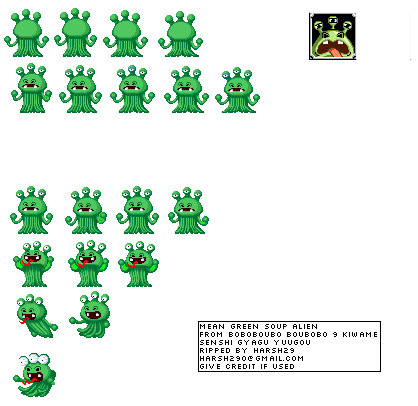 MEAN GREEN SOUP ALIEN
FROM BOBOBOUBO BOUBOBO 9 KIWAME
SENSHI GYAGU YUUGOU
RIPPED BY HARSH29
HARSH290@GMAIL.COM
GIVE CREDIT IF USED